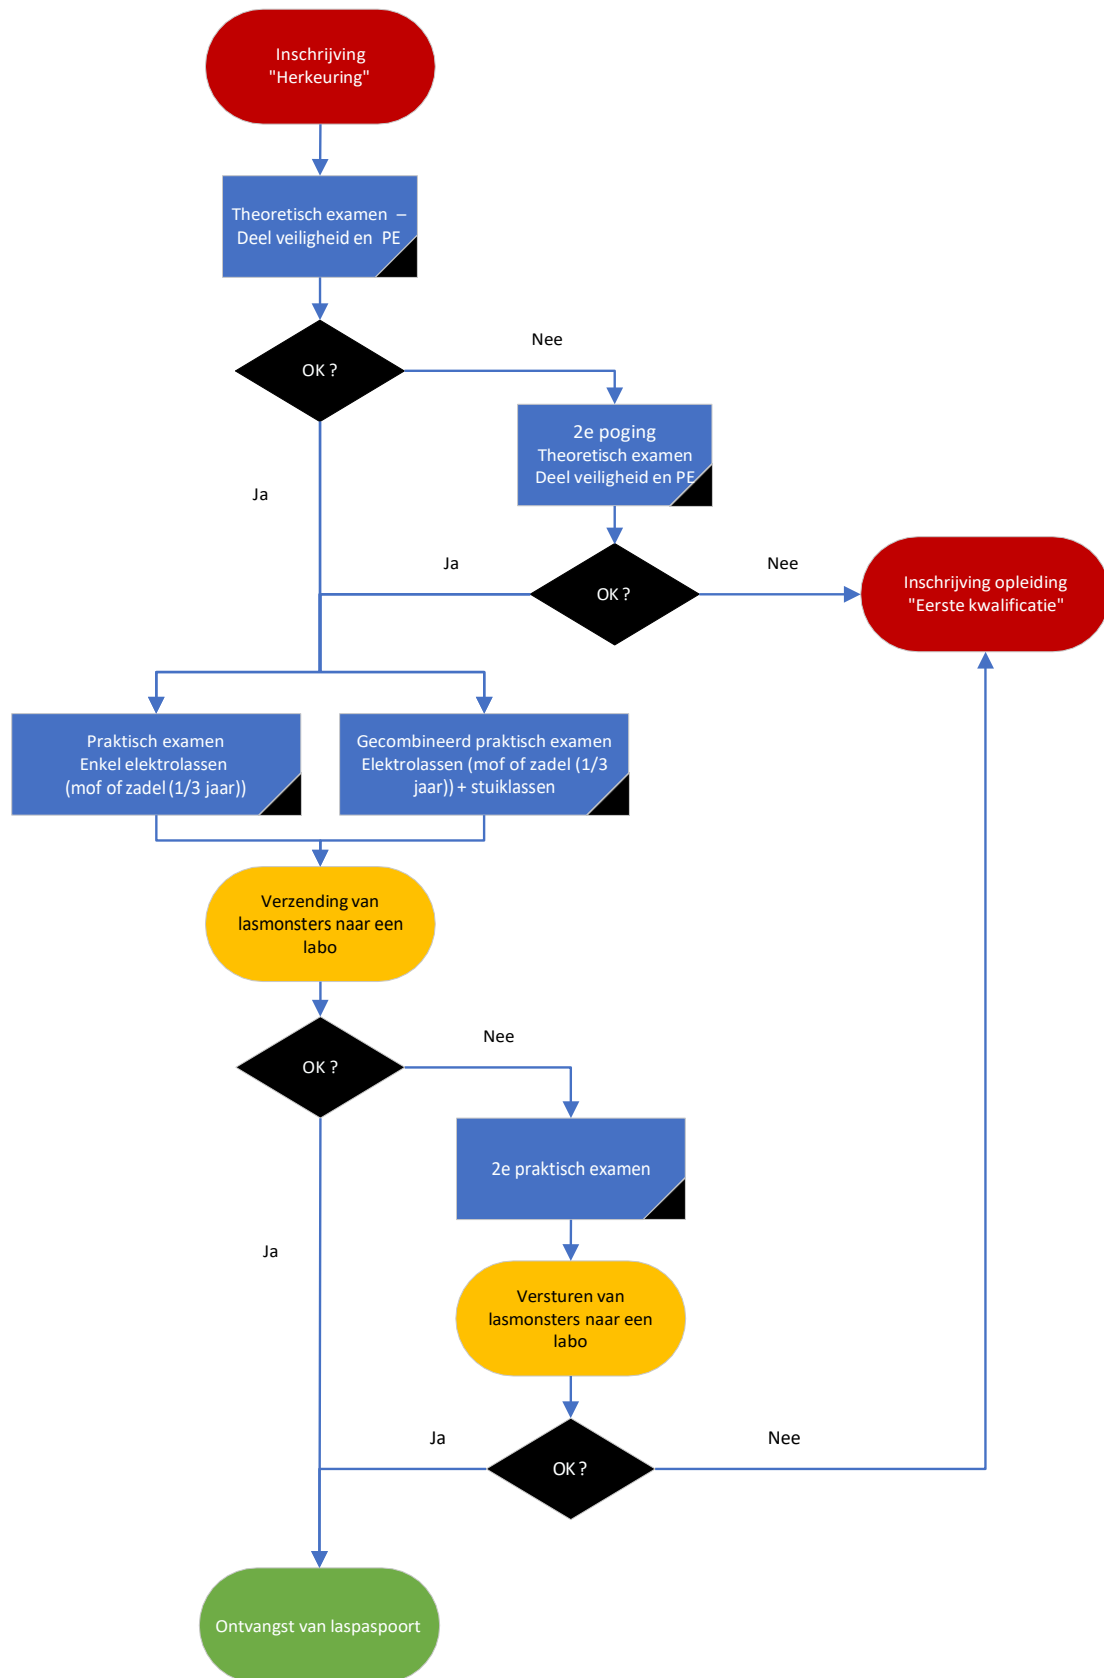 Inschrijving
"Herkeuring"
Theoretisch examen –
Deel veiligheid en PE
OK ?
Nee
2e poging
Theoretisch examen
Deel veiligheid en PE
Ja
Ja
OK ?
Nee
Inschrijving opleiding
"Eerste kwalificatie"
Praktisch examen
Enkel elektrolassen
(mof of zadel (1/3 jaar))
Gecombineerd praktisch examen
Elektrolassen (mof of zadel (1/3
jaar)) + stuiklassen
Verzending van
lasmonsters naar een
labo
OK ?
Nee
2e praktisch examen
Ja
Versturen van
lasmonsters naar een
labo
Ja
OK ?
Nee
Ontvangst van laspaspoort